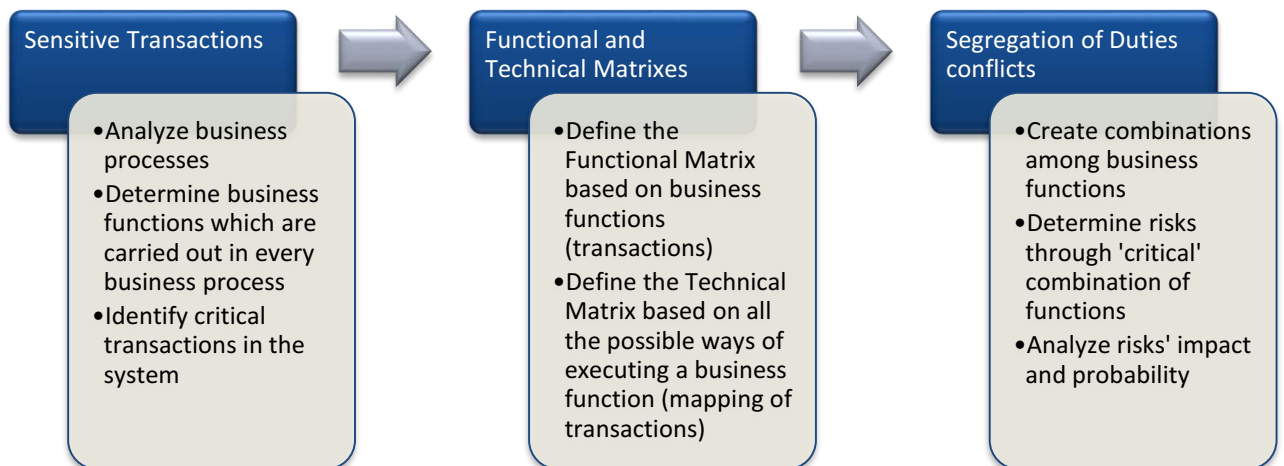 Sensitive Transactions
•Analyze business
processes
•Determine business
functions which are
carried out in every
business process
•Identify critical
transactions in the
system
Functional and
Technical Matrixes
•Define the
Functional Matrix
based on business
functions
(transactions)
•Define the Technical
Matrix based on all
the possible ways of
executing a business
function (mapping of
transactions)
Segregation of Duties
conflicts
•Create combinations
among business
functions
•Determine risks
through 'critical'
combination of
functions
•Analyze risks' impact
and probability